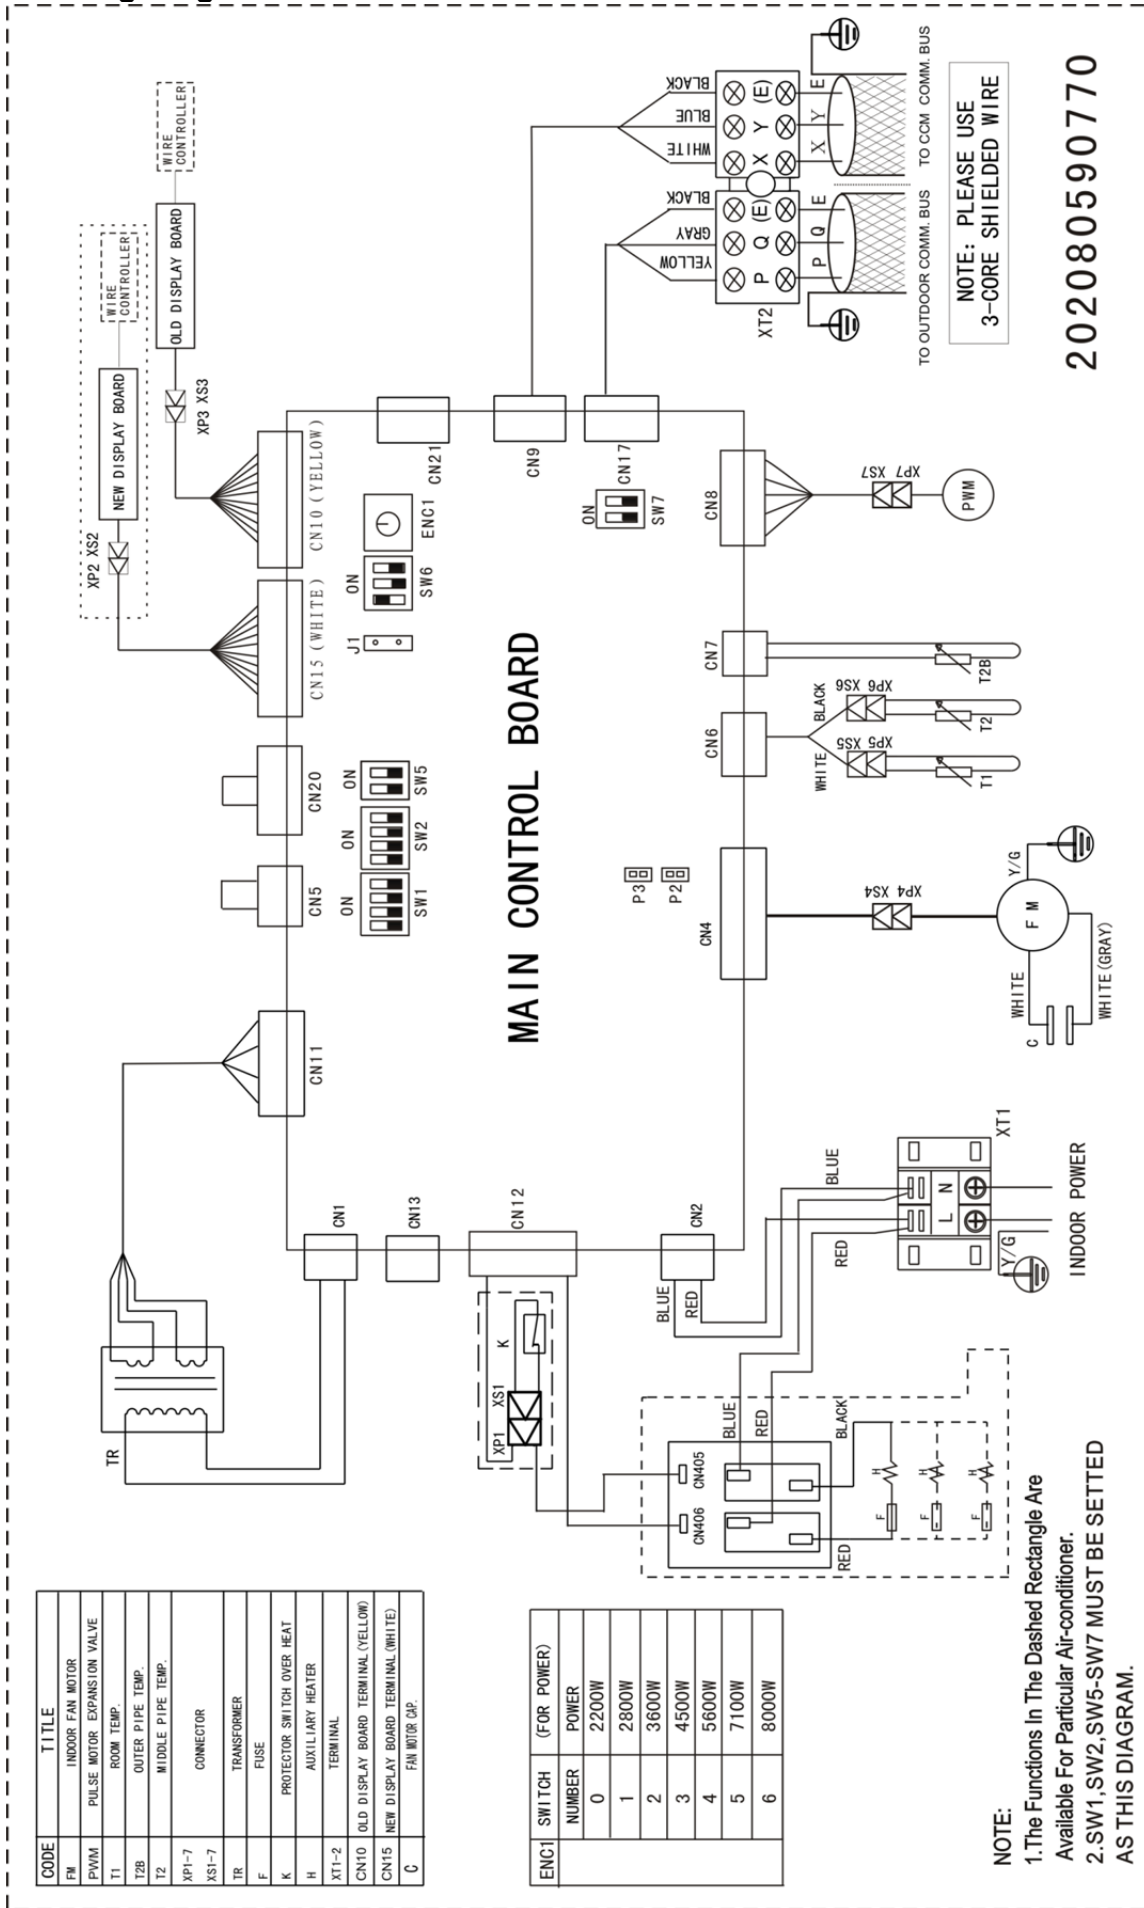 CODE TITLE
FM INDOOR FAN MOTOR
PWM PULSE MOTOR EXPANSION VALVE
T1 ROOM TEMP.
T2B OUTER PIPE TEMP.
T2 MIDDLE PIPE TEMP.
XP1-7
XS1-7 CONNECTOR
TR TRANSFORMER
F FUSE
K PROTECTOR SWITCH OVER HEAT
H AUXILIARY HEATER
XT1-2 TERMINAL
CN10 OLD DISPLAY BOARD TERMINAL(YELLOW)
CN15 NEW DISPLAY BOARD TERMINAL(WHITE)
C FAN MOTOR CAP.
ENC1 SWITCH (FOR POWER)
NUMBER POWER
0 2200W
1 2800W
2 3600W
3 4500W
4 5600W
5 7100W
6 8000W
NOTE:
1.The Functions In The Dashed Rectangle Are
Available For Particular Air-conditioner.
2.SW1,SW2,SW5-SW7 MUST BE SETTED
AS THIS DIAGRAM.
TR
CN1
CN13
CN12
CN2
CN11
CN5
CN20
CN15(WHITE)
CN10(YELLOW)
XP2 XS2
NEW DISPLAY BOARD
WIRE
CONTROLLER
XP3 XS3
OLD DISPLAY BOARD
WIRE
CONTROLLER
ON
SW1
ON
SW2
ON
SW5
J1
ON
SW6
ENC1
CN21
CN9
CN17
ON
SW7
MAIN CONTROL BOARD
P3
P2
CN4
CN6
CN7
CN8
XP1 XS1
K
BLUE
RED
CN406
CN405
BLUE
RED
BLACK
RED
F
H
F
H
F
H
RED
BLUE
L
N
XT1
Y/G
INDOOR POWER
XP4 XS4
F M
Y/G
WHITE
C
WHITE(GRAY)
WHITE
BLACK
XP5 XS5
XP6 XS6
T1
T2
T2B
XP7 XS7
PWM
YELLOW
GRAY
BLACK
WHITE
BLUE
BLACK
P Q (E) X Y (E)
XT2
P Q E X Y E
TO OUTDOOR COMM. BUS
TO CCM COMM. BUS
NOTE: PLEASE USE
3-CORE SHIELDED WIRE
202080590770